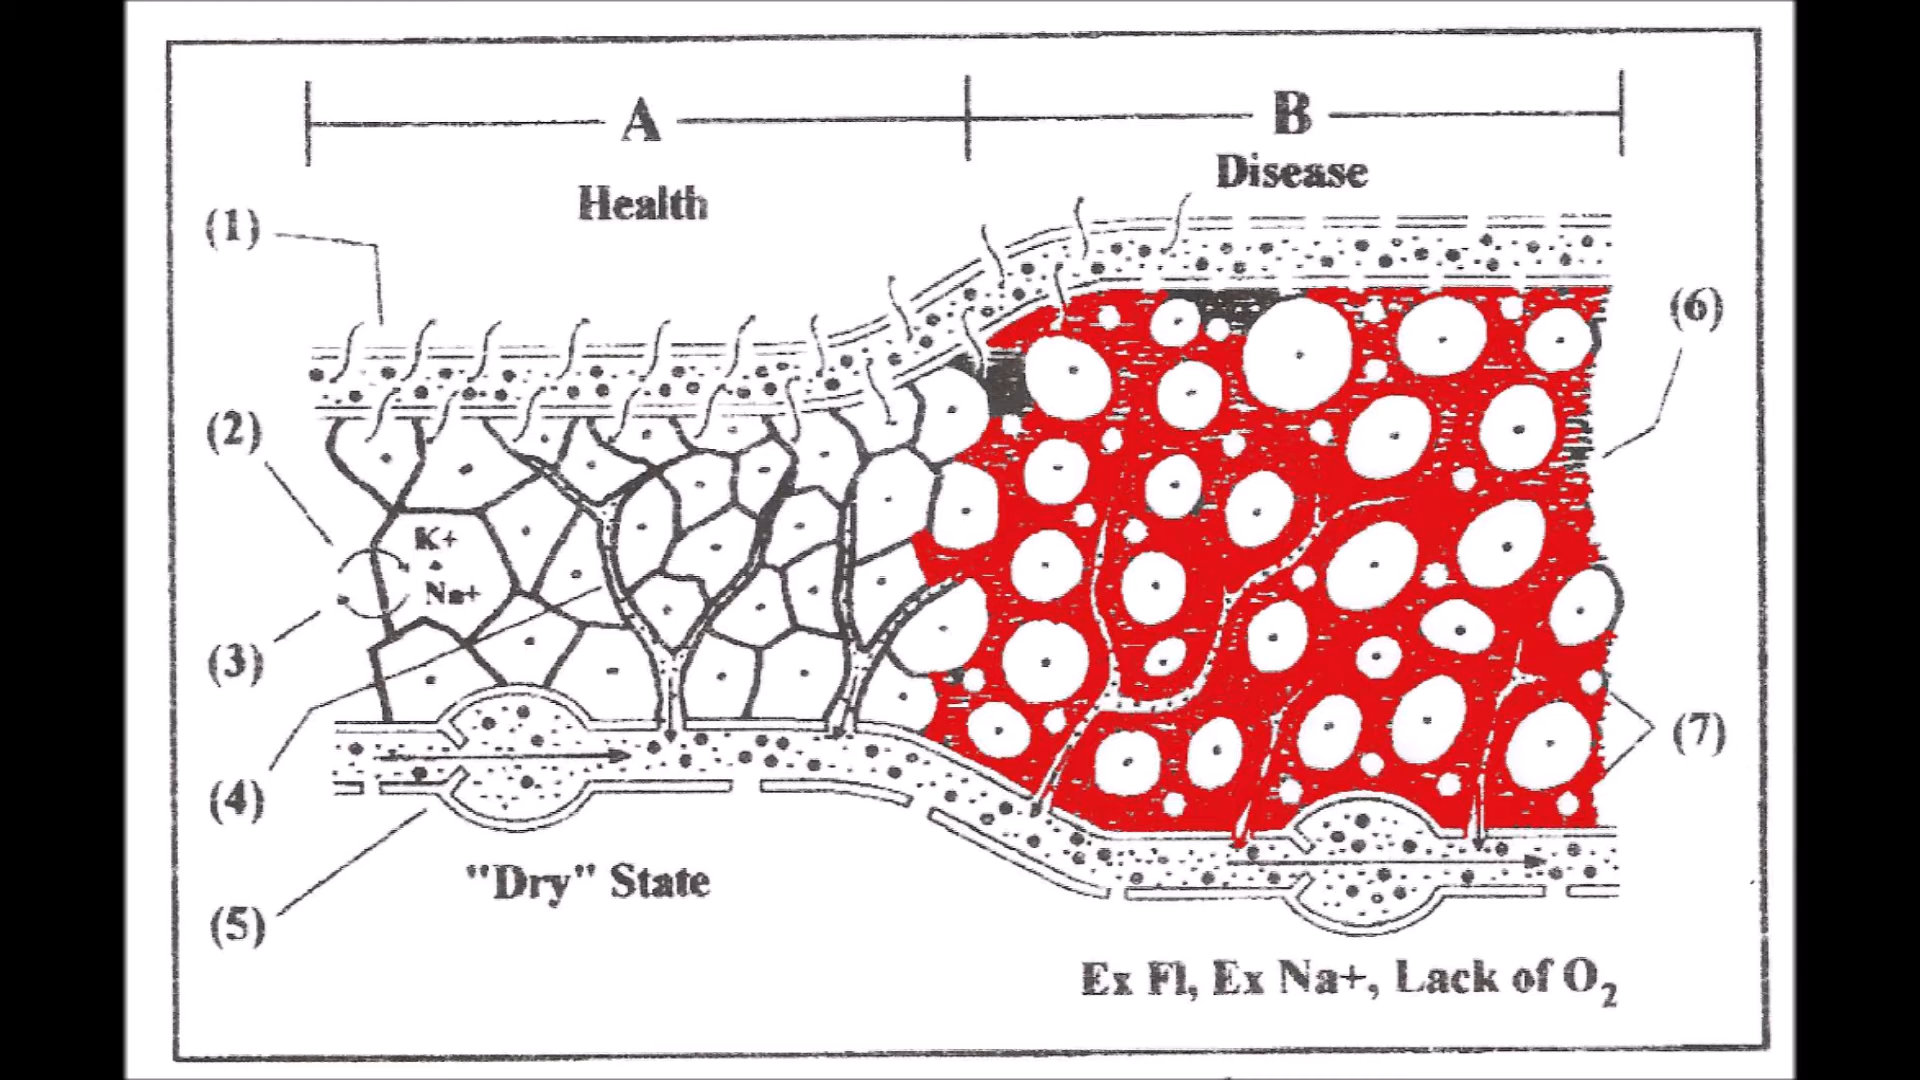 A
B
Health
Disease
(1)
(2)
(3)
(4)
(5)
(6)
(7)
K+
Na+
"Dry" State
Ex Fl, Ex Na+, Lack of O2